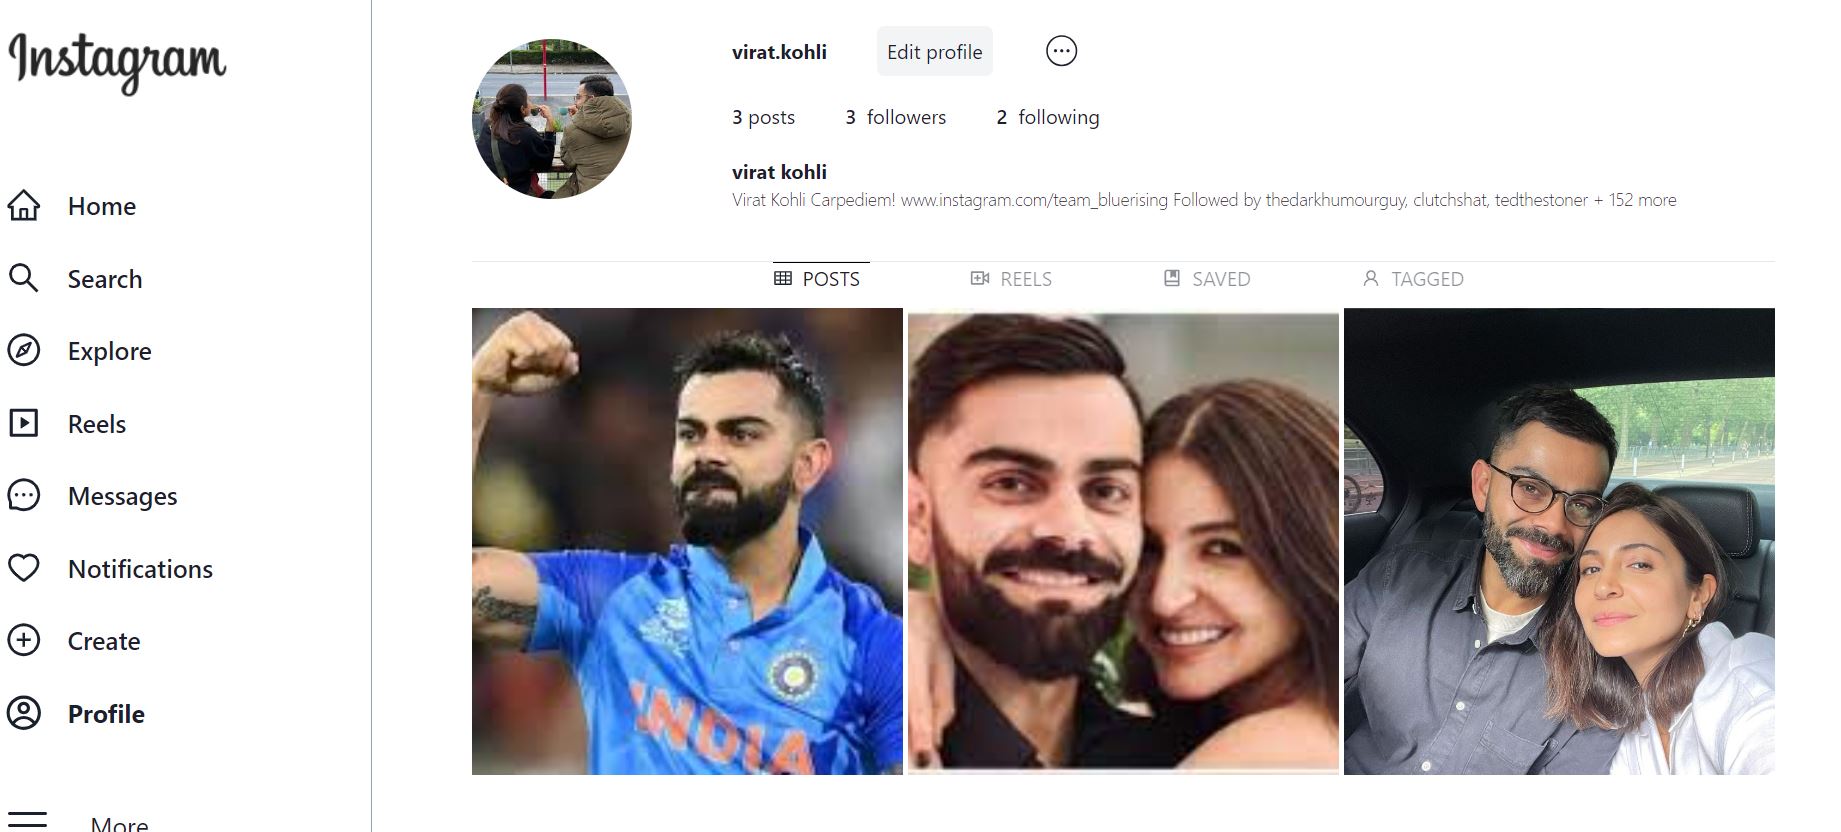 Instagram
Home
Search
Explore
Reels
Messages
Notifications
Create
Profile
More
virat.kohli Edit profile
3 posts 3 followers 2 following
virat kohli
Virat Kohli Carpediem! www.instagram.com/team_bluerising Followed by thedarkhumourguy, clutchshat, tedthestoner + 152 more
POSTS REELS SAVED TAGGED
INDIA